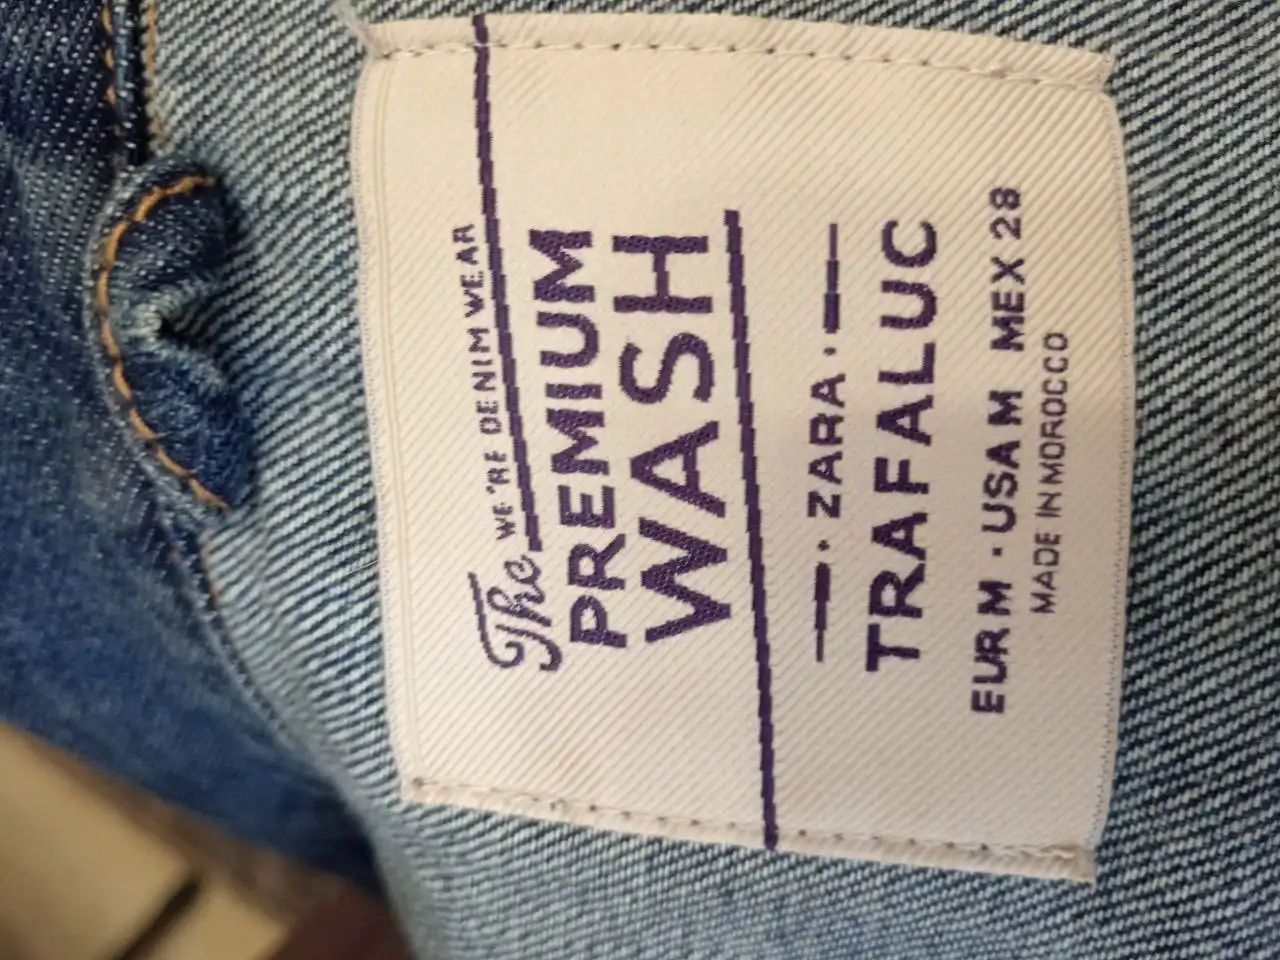 WE'RE DENIM WEAR
The
PREMIUM
WASH
ZARA
TRAFALUC
EUR M · USA M MEX 28
MADE IN MOROCCO